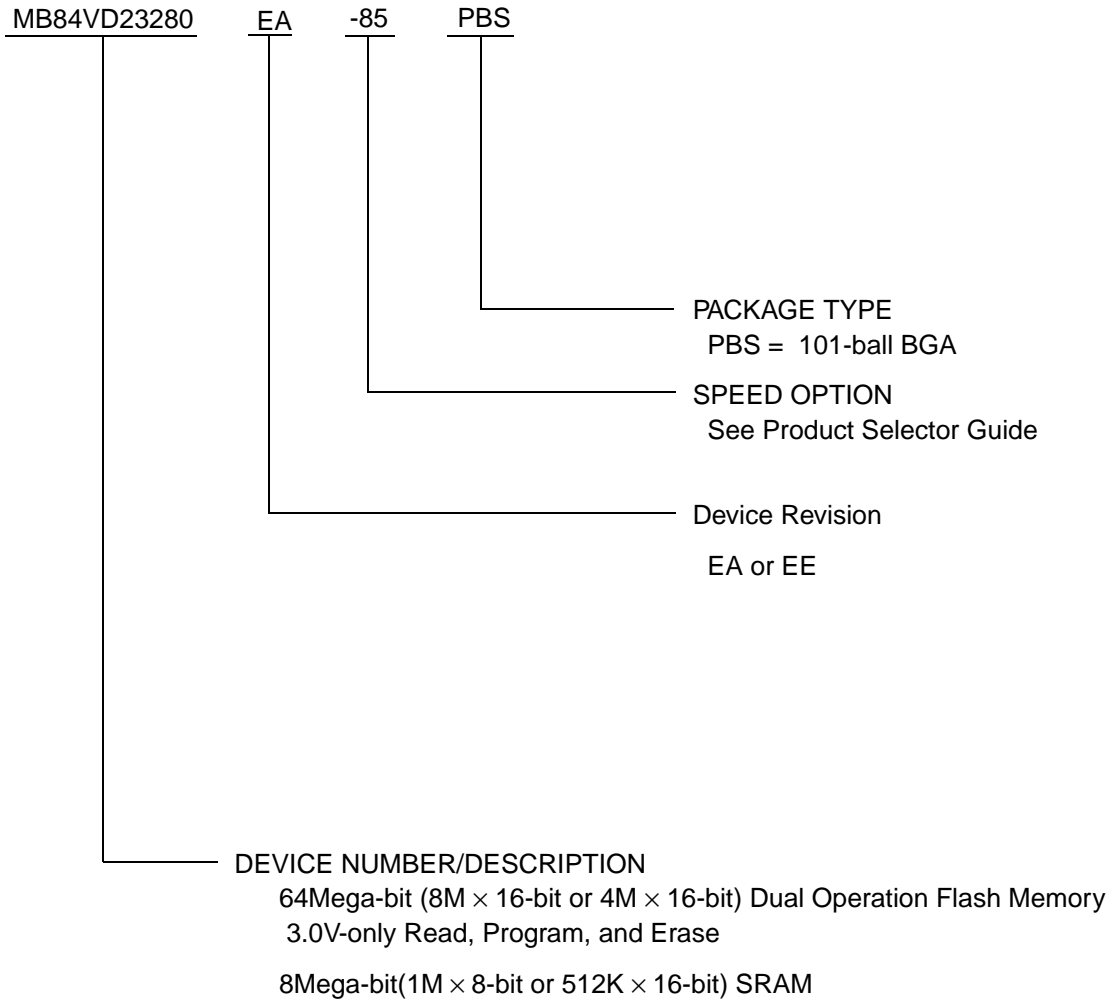 MB84VD23280 EA -85 PBS
PACKAGE TYPE
PBS = 101-ball BGA
SPEED OPTION
See Product Selector Guide
Device Revision
EA or EE
DEVICE NUMBER/DESCRIPTION
64Mega-bit (8M × 16-bit or 4M × 16-bit) Dual Operation Flash Memory
3.0V-only Read, Program, and Erase
8Mega-bit(1M × 8-bit or 512K × 16-bit) SRAM